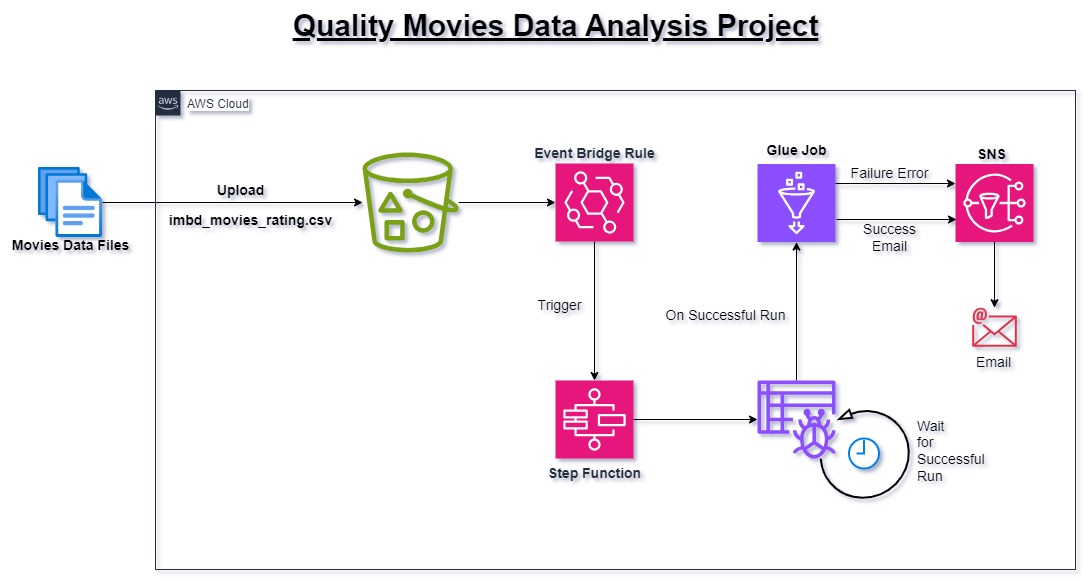 Quality Movies Data Analysis Project
aws
AWS Cloud
Movies Data Files
Upload
imbd_movies_rating.csv
Event Bridge Rule
Trigger
Step Function
Glue Job
On Successful Run
Failure Error
Success
Email
SNS
@
Email
Wait
for
Successful
Run